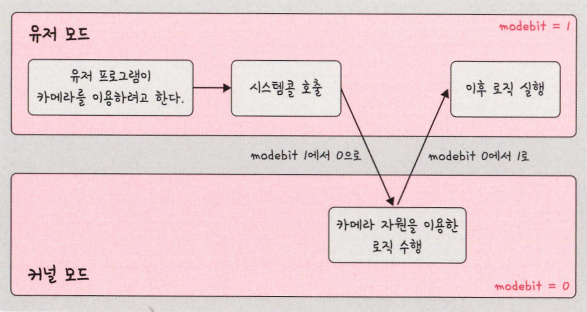 유저 모드
modebit = 1
유저 프로그램이
카메라를 이용하려고 한다.
시스템콜 호출
이후 로직 실행
modebit 1에서 0으로
modebit 0에서 1로
카메라 자원을 이용한
로직 수행
커널 모드
modebit = 0